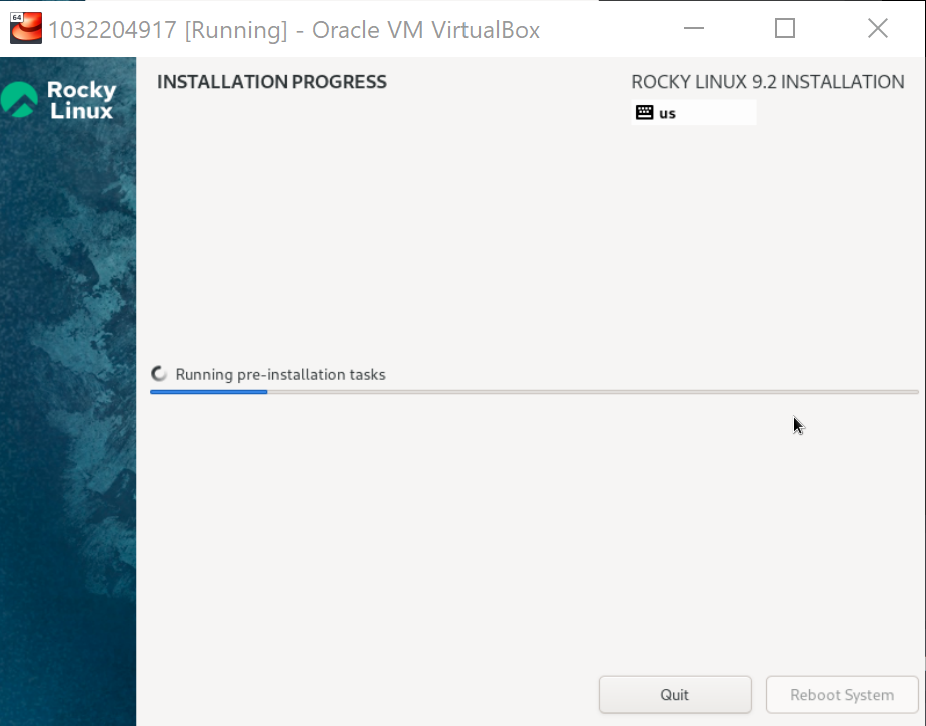 64
1032204917 [Running] - Oracle VM VirtualBox
Rocky
Linux
INSTALLATION PROGRESS
ROCKY LINUX 9.2 INSTALLATION
us
Running pre-installation tasks
Quit
Reboot System